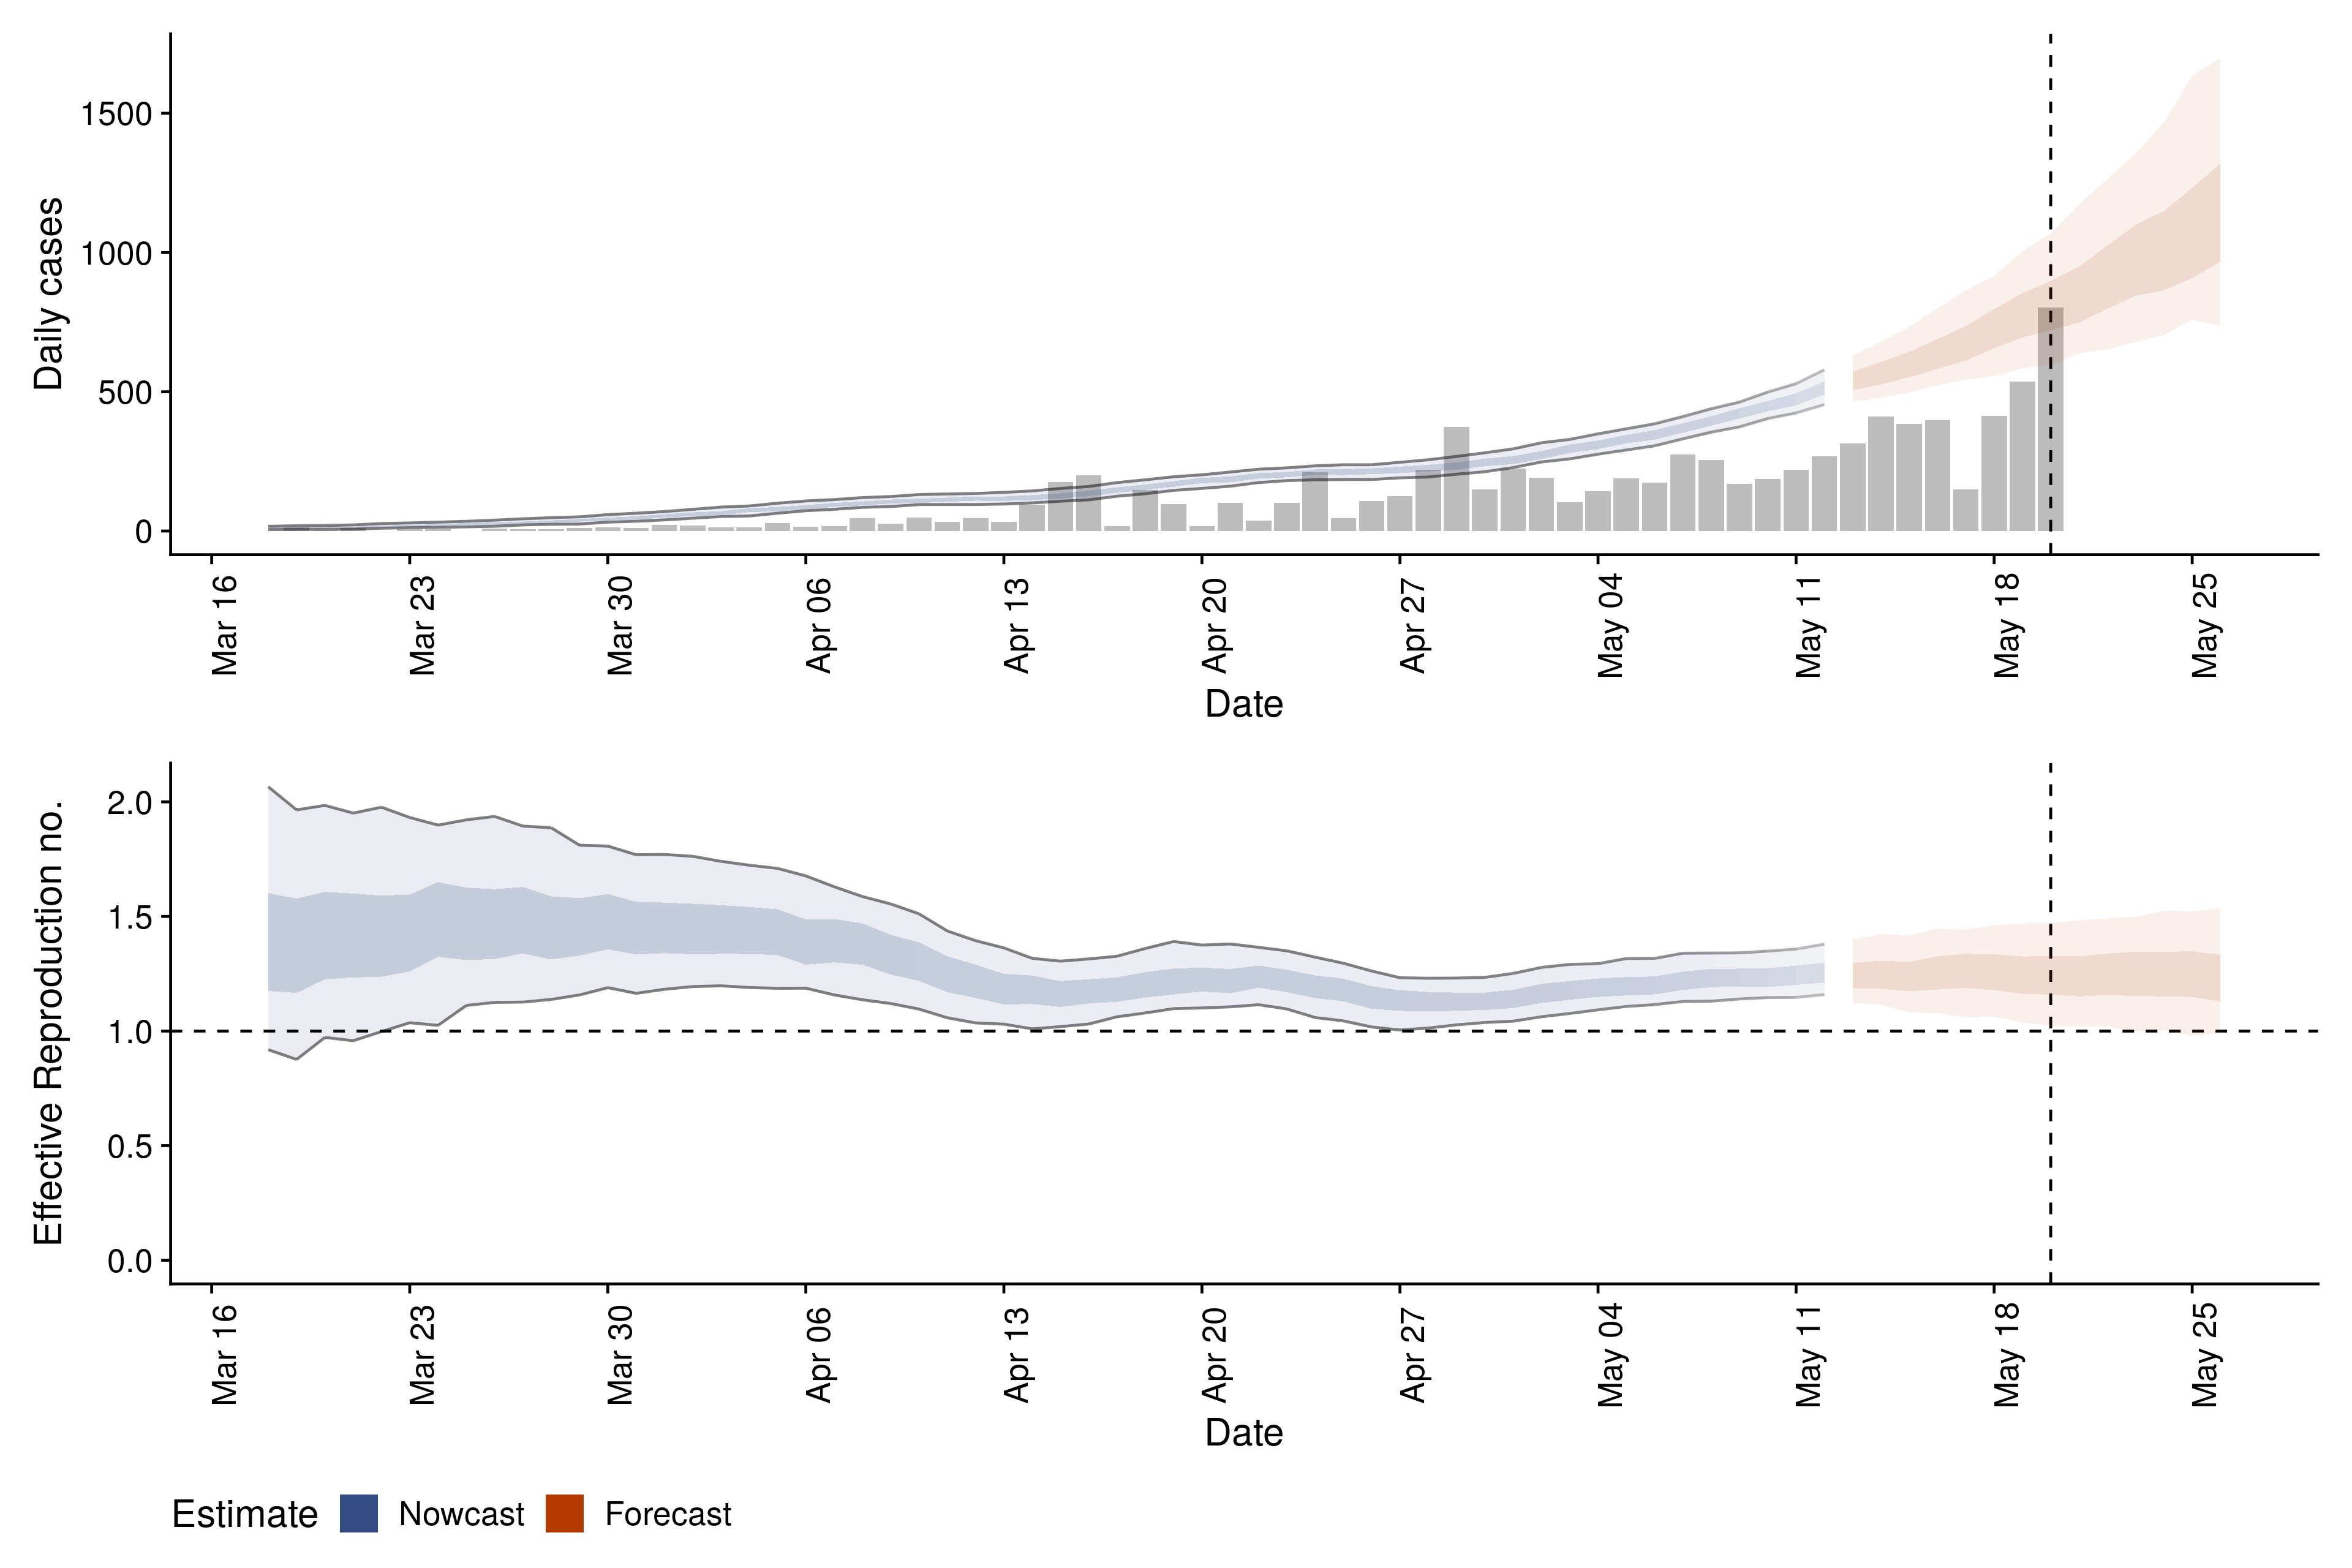 Daily cases
1500
1000
500
0
Mar 16
Mar 23
Mar 30
Apr 06
Apr 13
Apr 20
Apr 27
May 04
May 11
May 18
May 25
Date
Effective Reproduction no.
2.0
1.5
1.0
0.5
0.0
Mar 16
Mar 23
Mar 30
Apr 06
Apr 13
Apr 20
Apr 27
May 04
May 11
May 18
May 25
Date
Estimate Nowcast Forecast